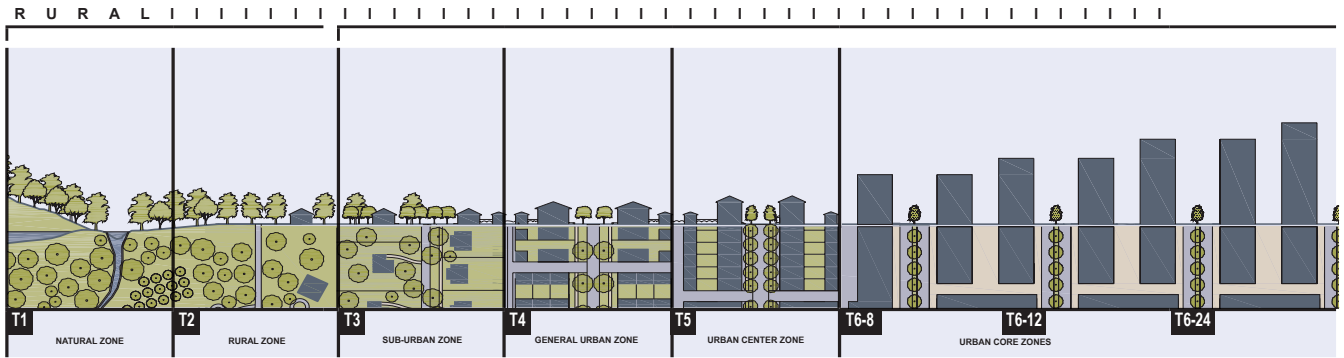 R U R A L I I I I I I I I I I I I I I I I I I I I I I I I I I I I I I I I I I I I I I I I I
T1 T2 T3 T4 T5 T6-8 T6-12 T6-24
NATURAL ZONE RURAL ZONE SUB-URBAN ZONE GENERAL URBAN ZONE URBAN CENTER ZONE URBAN CORE ZONES